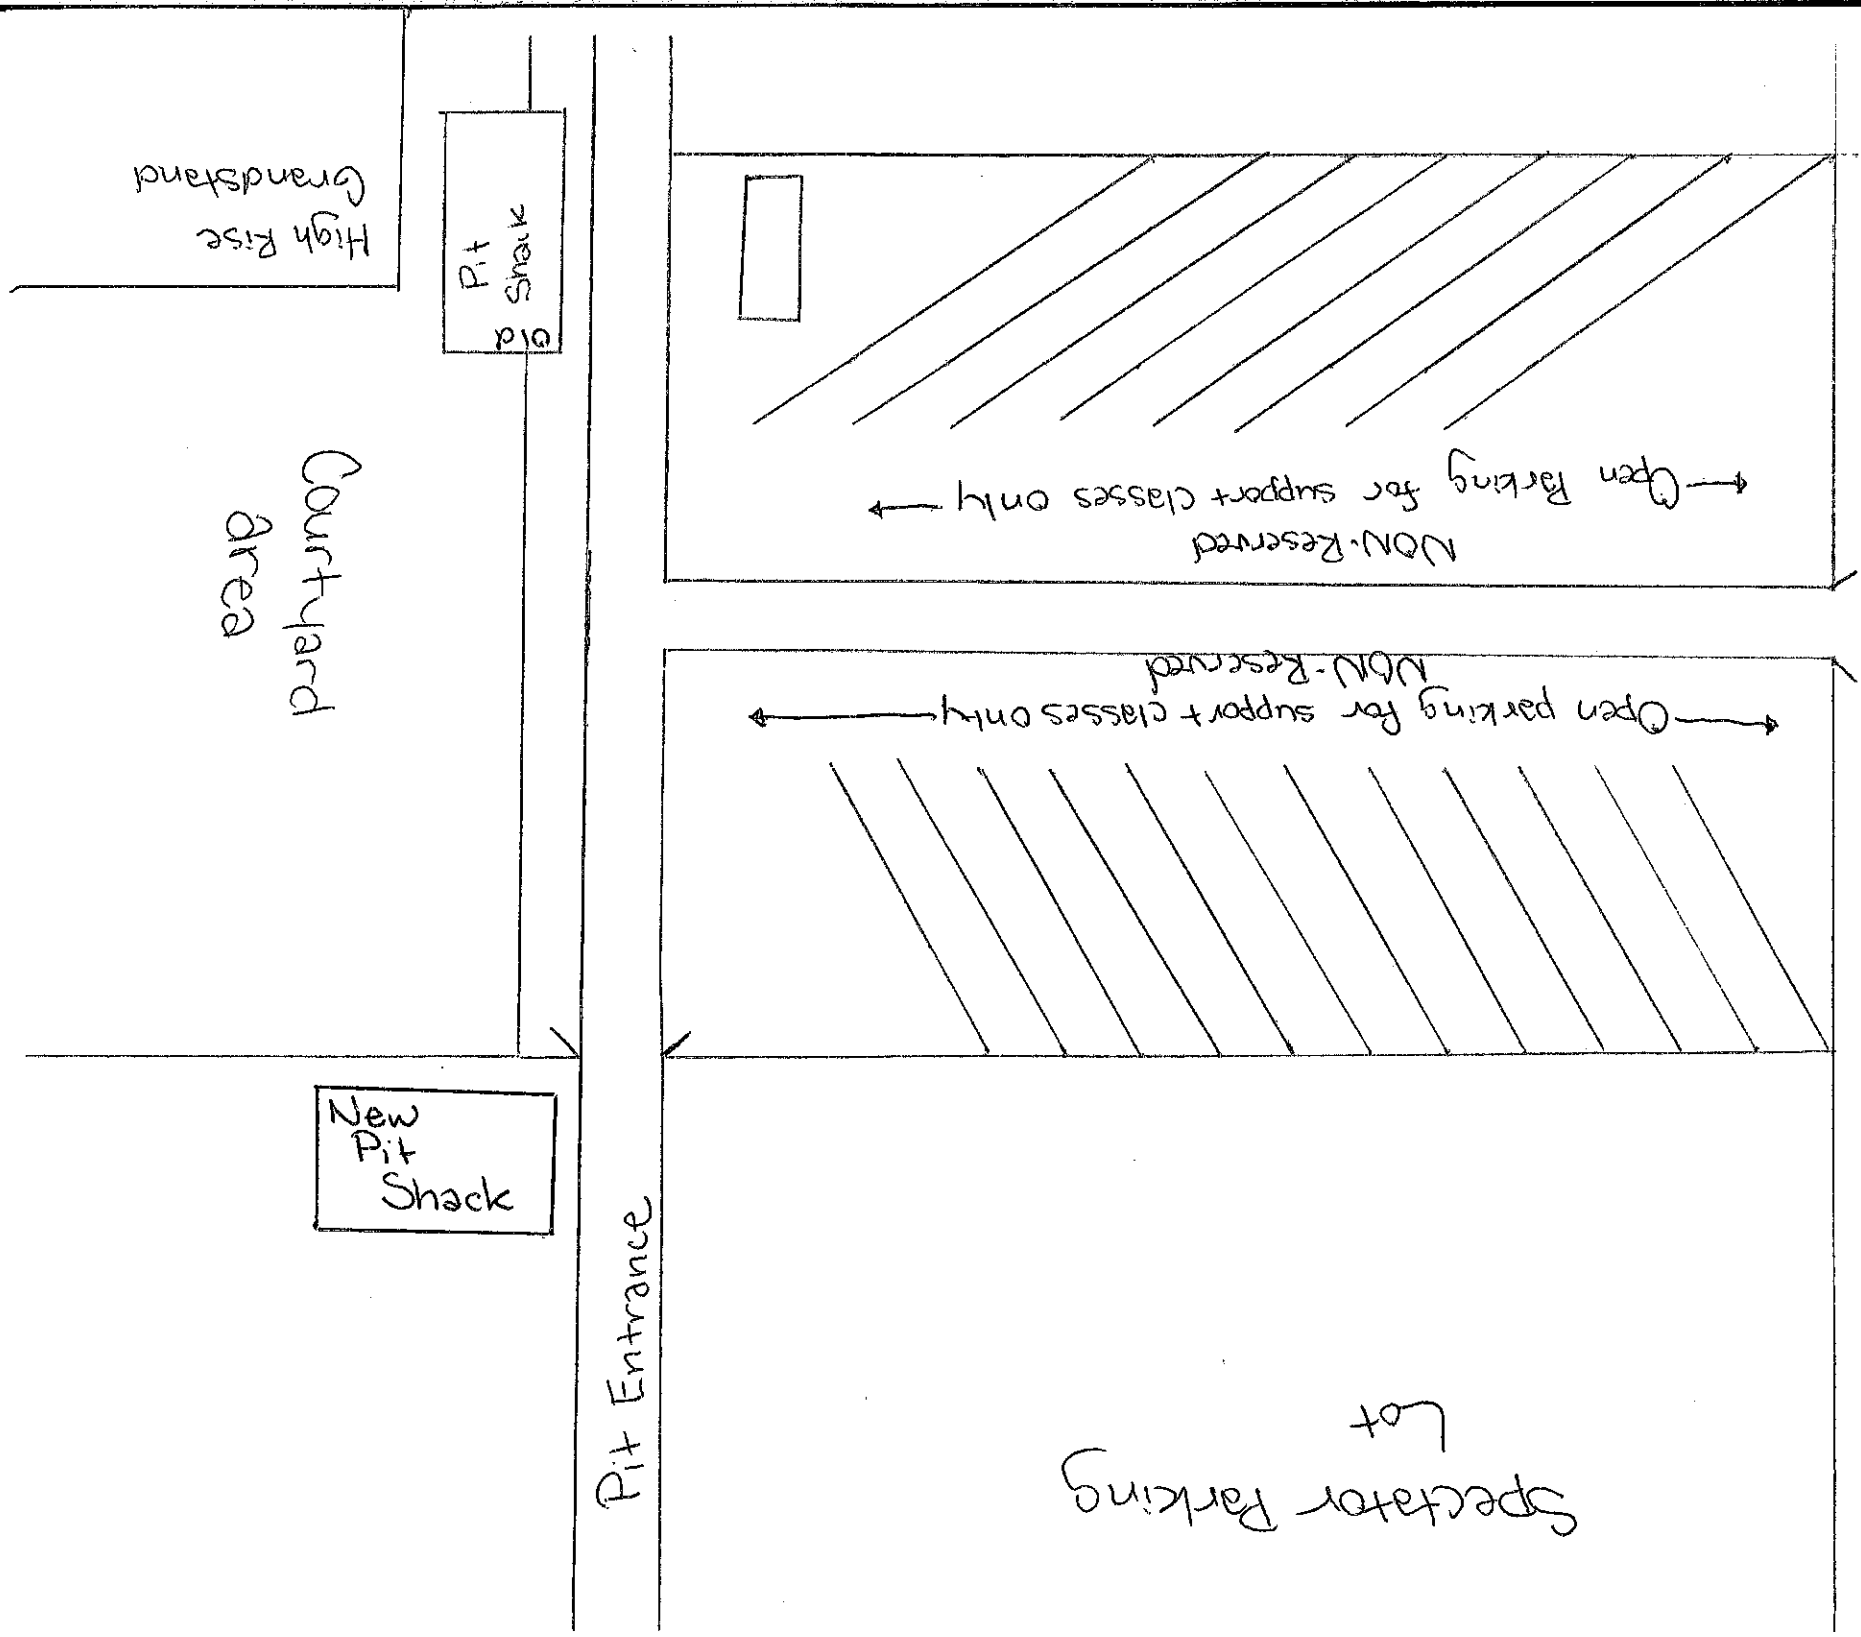 High Rise
Grandstand
Old
Pit
Shack
Courtyard
area
Open Parking for support classes only
NON-Reserved
NON-Reserved
Open parking for support classes only
New
Pit
Shack
Pit Entrance
Spectator Parking
Lot